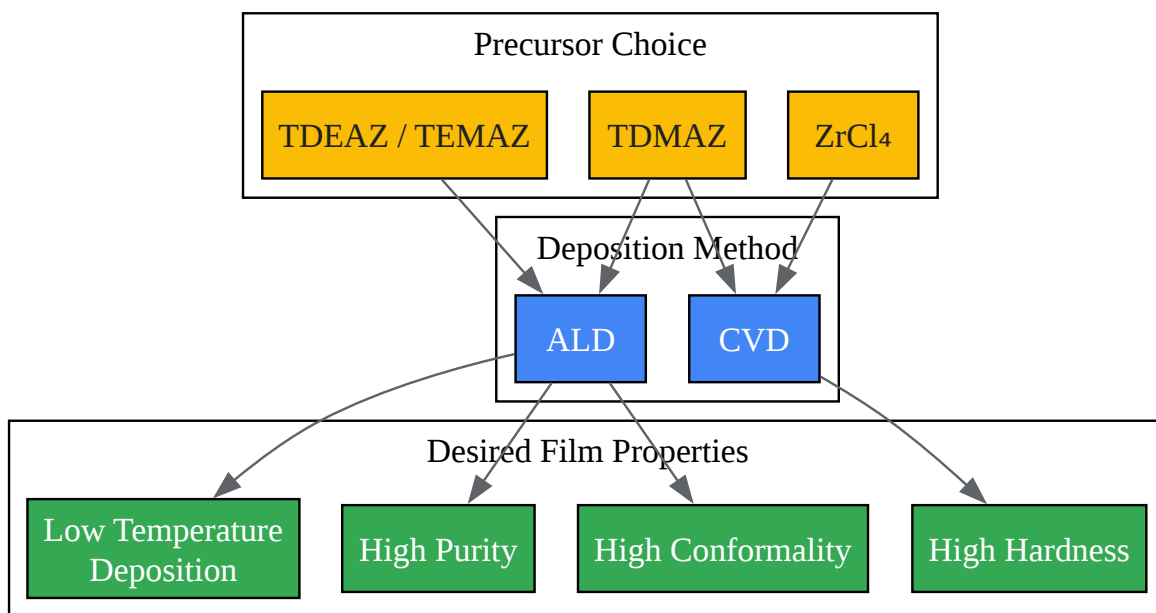 Precursor Choice
TDEAZ / TEMAZ
TDMAZ
ZrCl₄
Deposition Method
ALD
CVD
Desired Film Properties
Low Temperature
Deposition
High Purity
High Conformality
High Hardness